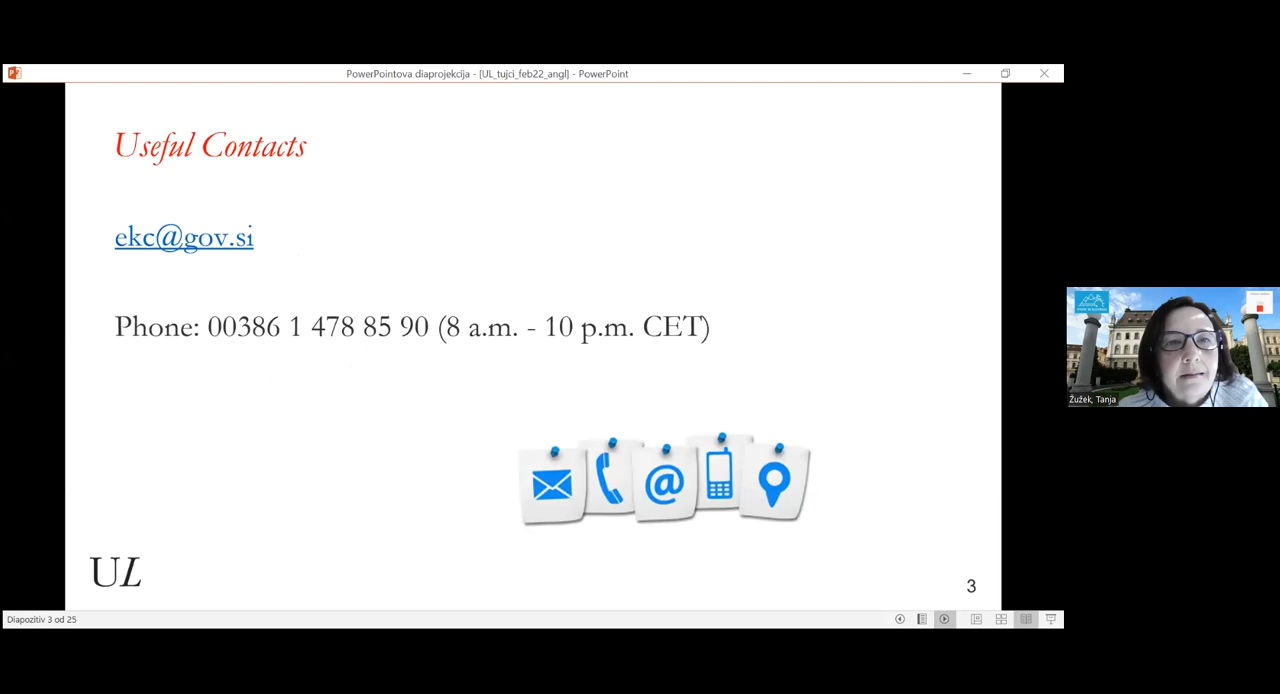 PowerPointova diaprojekcija - [UL_tujci_feb22_angl] - PowerPoint
Useful Contacts
ekc@gov.si
Phone: 00386 1 478 85 90 (8 a.m. - 10 p.m. CET)
@
UL
3
Diapozitiv 3 od 25
Žužek, Tanja